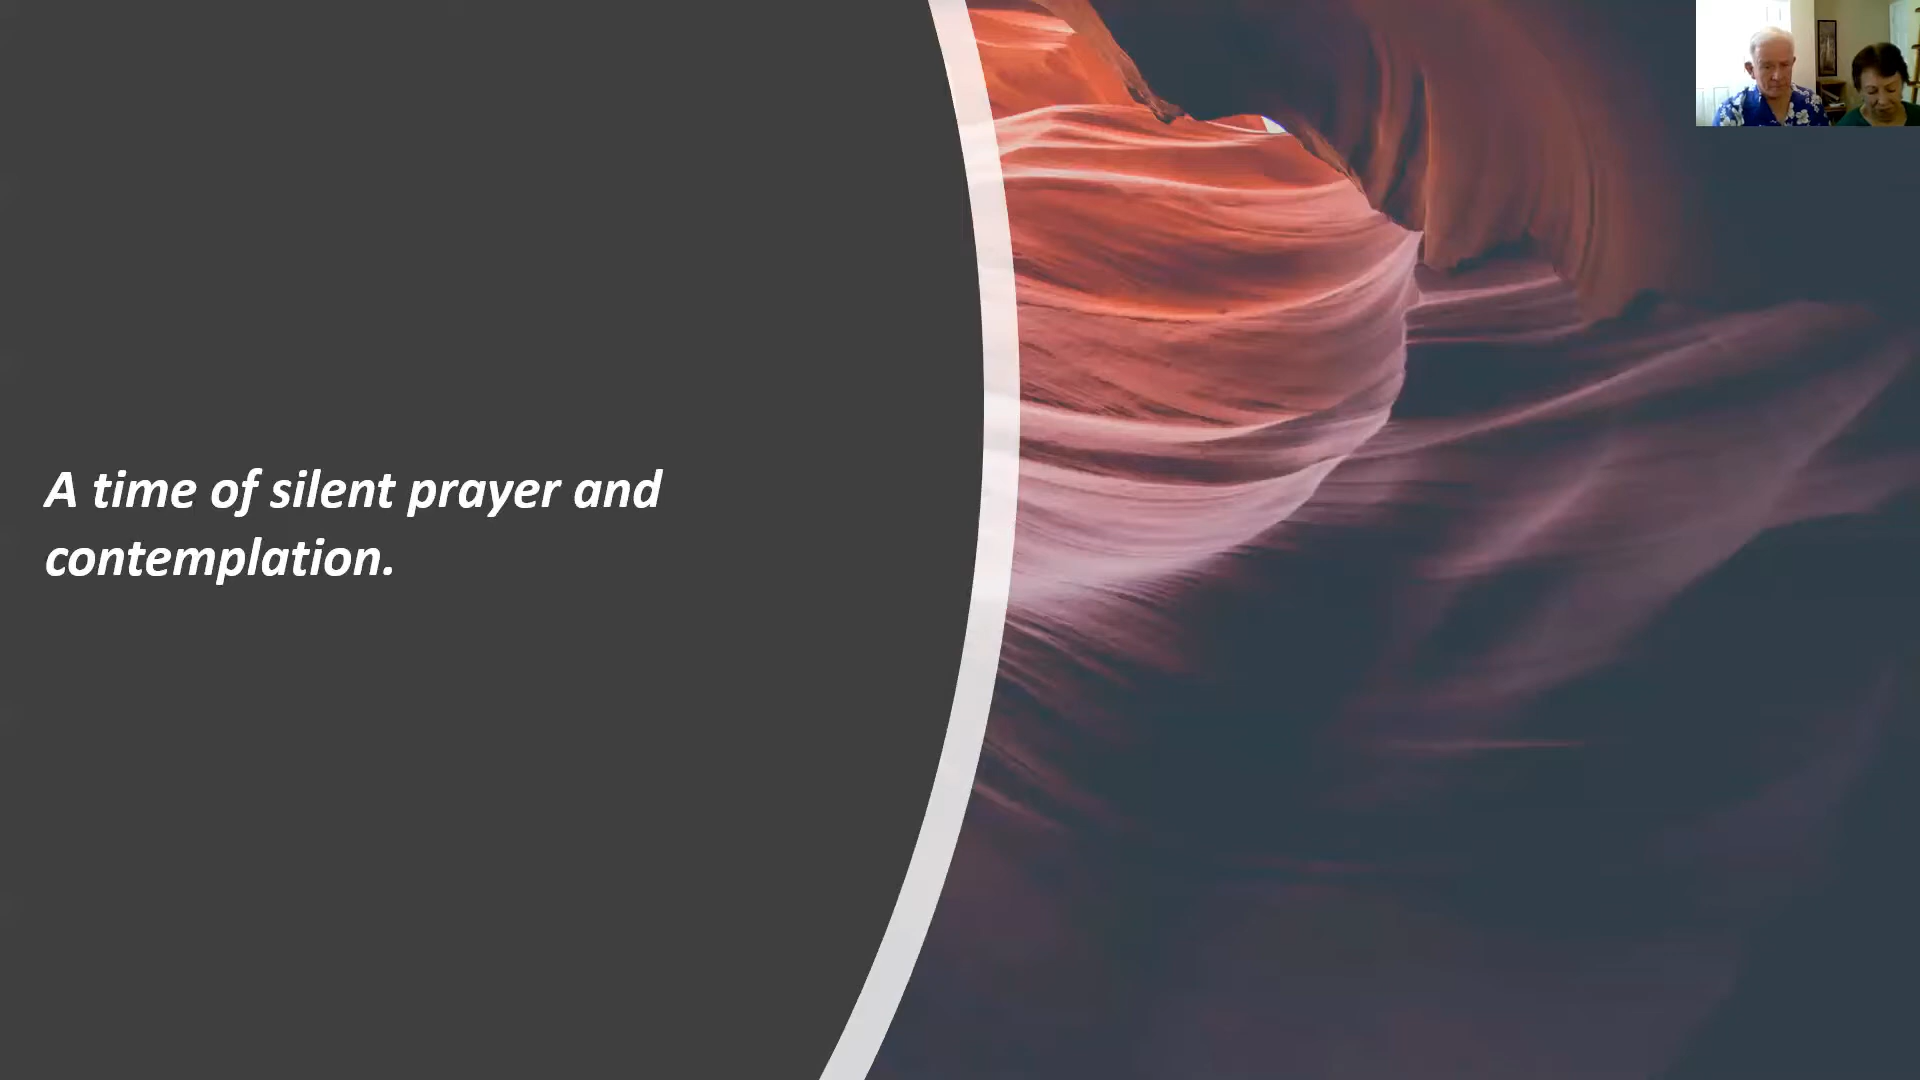 A time of silent prayer and
contemplation.